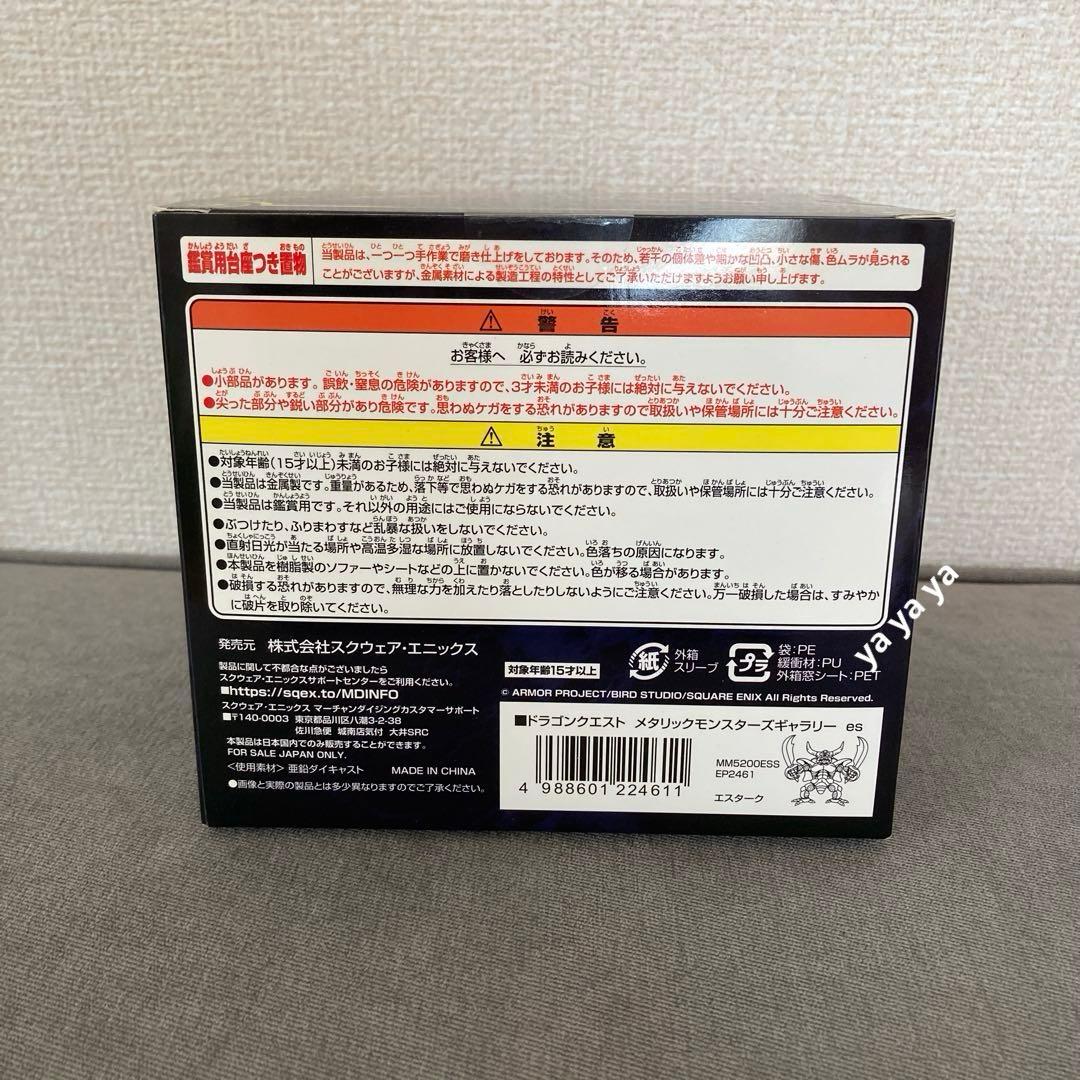 鑑賞用台座つき置物
当製品は、一つ一つ手作業で磨き仕上げをしております。そのため、若干の個体差や細かな凹凸、小さな傷、色ムラが見られる
ことがございますが、金属素材による製造工程の特性としてご了承いただけますようお願い申し上げます。
⚠ 警告
お客様へ 必ずお読みください。
●小部品があります。誤飲・窒息の危険がありますので、3才未満のお子様には絶対に与えないでください。
●尖った部分や鋭い部分があり危険です。思わぬケガをする恐れがありますので取扱いや保管場所には十分ご注意ください。
⚠ 注意
●対象年齢(15才以上)未満のお子様には絶対に与えないでください。
●当製品は金属製です。重量があるため、落下等で思わぬケガをする恐れがありますので、取扱いや保管場所には十分ご注意ください。
●当製品は鑑賞用です。それ以外の用途にはご使用にならないでください。
●ぶつけたり、ふりまわすなど乱暴な扱いをしないでください。
●直射日光が当たる場所や高温多湿な場所に放置しないでください。色落ちの原因になります。
●本製品を樹脂製のソファーやシートなどの上に置かないでください。色が移る場合があります。
●破損する恐れがありますので、無理な力を加えたり落としたりしないようにご注意ください。万一破損した場合は、すみやか
に破片を取り除いてください。
発売元 株式会社スクウェア・エニックス
製品に関して不都合な点がございましたら
スクウェア・エニックスサポートセンターをご利用ください。
■https://sqex.to/MDINFO
スクウェア・エニックス マーチャンダイジングカスタマーサポート
■〒140-0003 東京都品川区八潮3-2-38
佐川急便 城南店気付 大井SRC
本製品は日本国内でのみ販売することができます。
FOR SALE JAPAN ONLY.
〈使用素材〉亜鉛ダイキャスト MADE IN CHINA
●画像と実際の製品とは多少異なりますのでご了承ください。
対象年齢15才以上
紙
外箱
スリーブ
プラ
袋:PE
緩衝材:PU
外箱窓シート:PET
© ARMOR PROJECT/BIRD STUDIO/SQUARE ENIX All Rights Reserved.
■ドラゴンクエスト メタリックモンスターズギャラリー es
MM5200ESS
EP2461
エスターク
4 988601 224611
ya ya ya